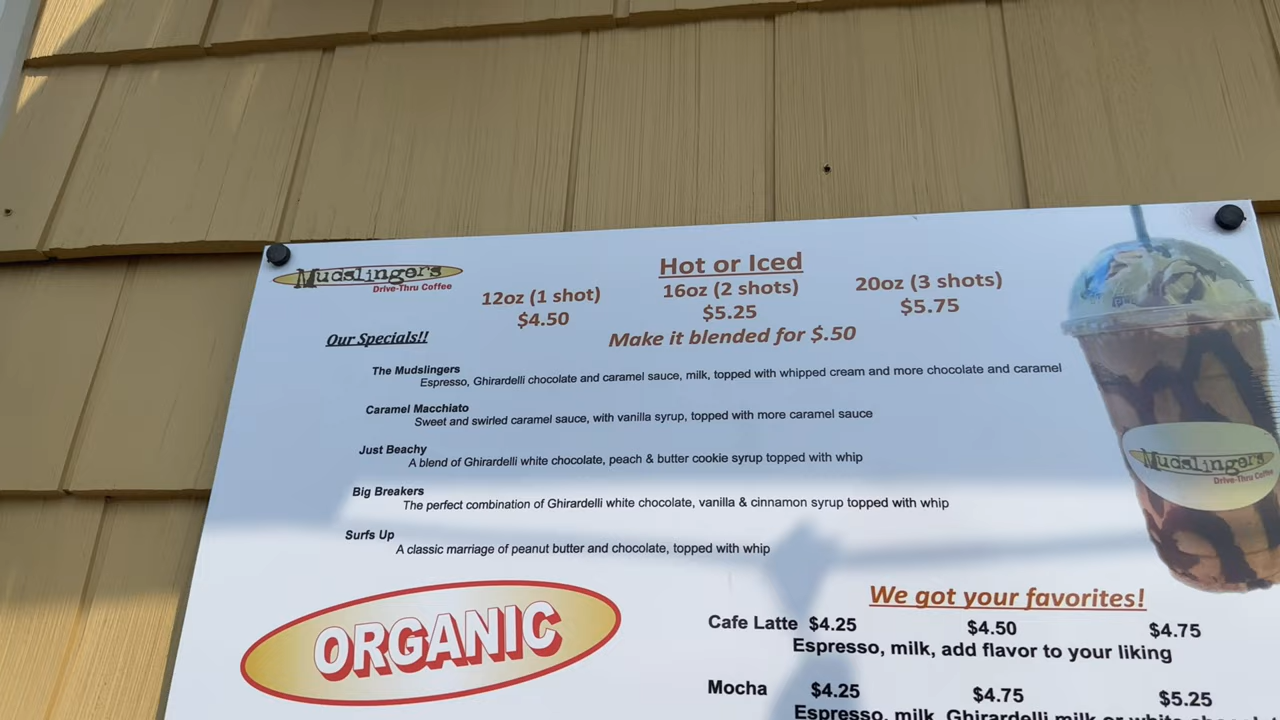 Mudslingers
Drive-Thru Coffee
Hot or Iced
12oz (1 shot) 16oz (2 shots) 20oz (3 shots)
$4.50 $5.25 $5.75
Make it blended for $.50
Our Specials!!
The Mudslingers
Espresso, Ghirardelli chocolate and caramel sauce, milk, topped with whipped cream and more chocolate and caramel
Caramel Macchiato
Sweet and swirled caramel sauce, with vanilla syrup, topped with more caramel sauce
Just Beachy
A blend of Ghirardelli white chocolate, peach & butter cookie syrup topped with whip
Big Breakers
The perfect combination of Ghirardelli white chocolate, vanilla & cinnamon syrup topped with whip
Surfs Up
A classic marriage of peanut butter and chocolate, topped with whip
Mudslingers
Drive-Thru Coffee
ORGANIC
We got your favorites!
Cafe Latte $4.25 $4.50 $4.75
Espresso, milk, add flavor to your liking
Mocha $4.25 $4.75 $5.25
Espresso, milk, Ghirardelli milk or white